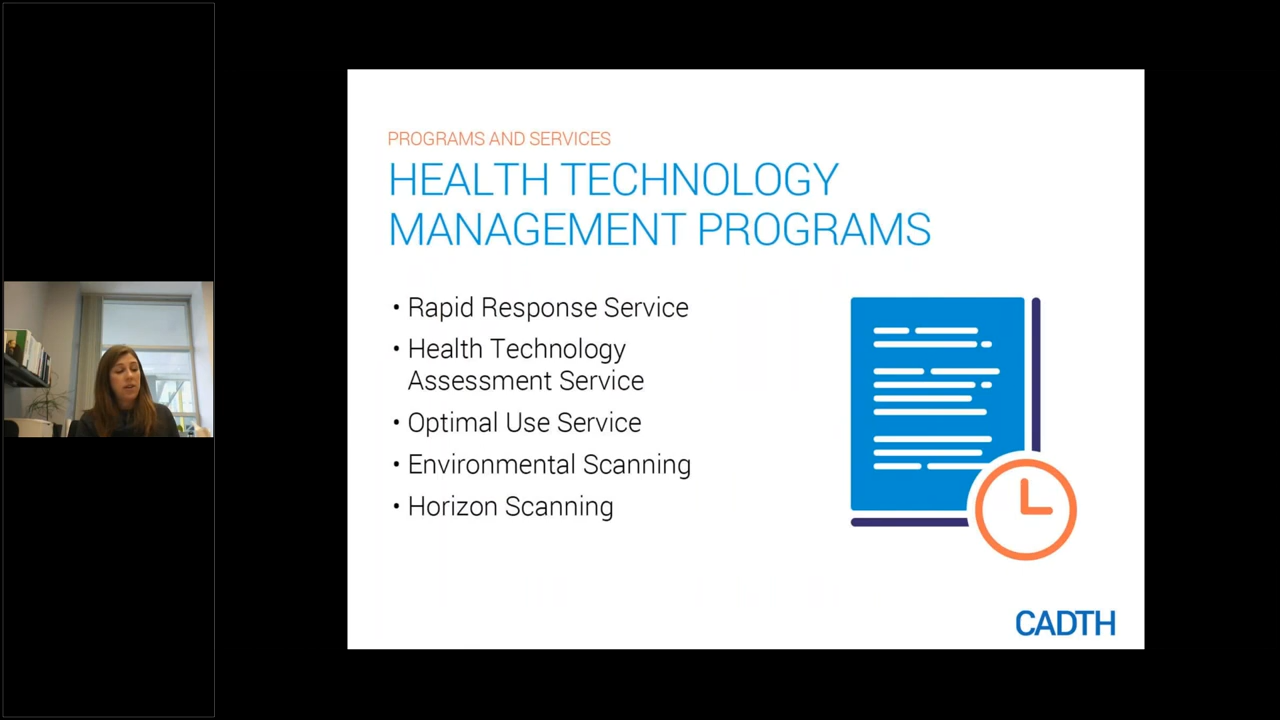 PROGRAMS AND SERVICES
HEALTH TECHNOLOGY
MANAGEMENT PROGRAMS
• Rapid Response Service
• Health Technology
Assessment Service
• Optimal Use Service
• Environmental Scanning
• Horizon Scanning
CADTH